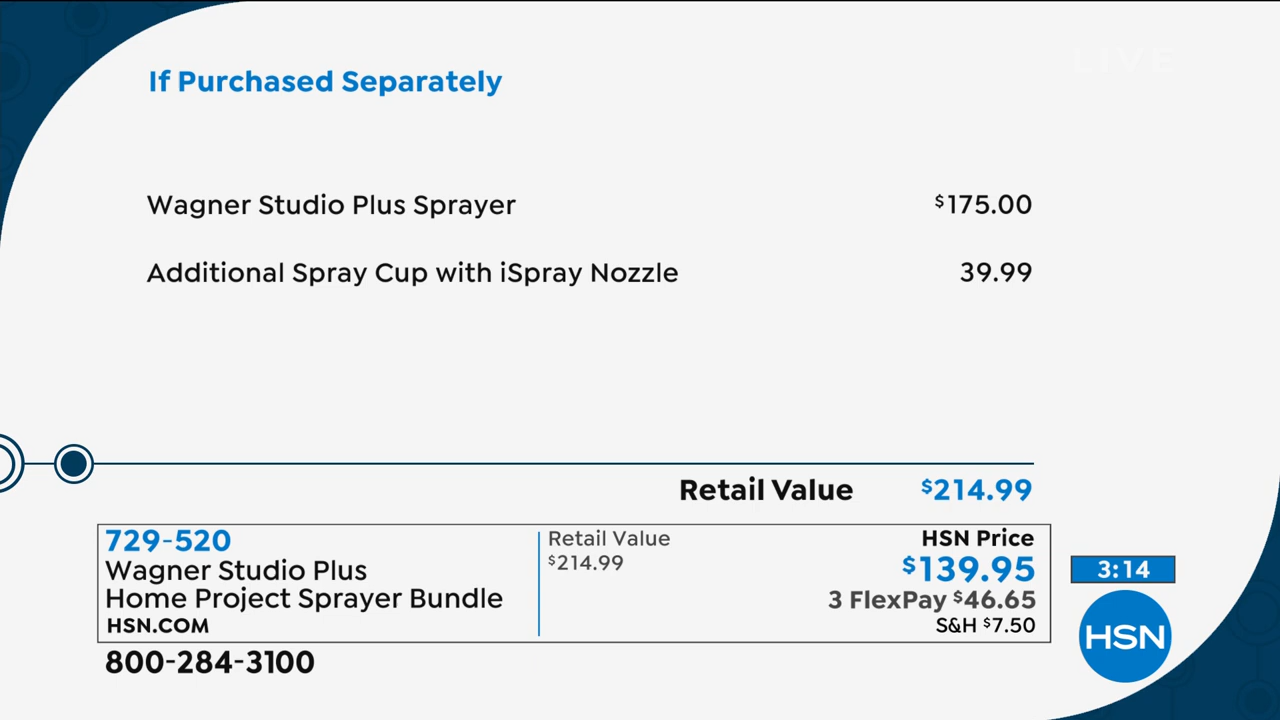 LIVE
If Purchased Separately
Wagner Studio Plus Sprayer $175.00
Additional Spray Cup with iSpray Nozzle 39.99
Retail Value $214.99
729-520
Wagner Studio Plus
Home Project Sprayer Bundle
HSN.COM
Retail Value
$214.99
HSN Price
$139.95
3 FlexPay $46.65
S&H $7.50
3:14
HSN
800-284-3100